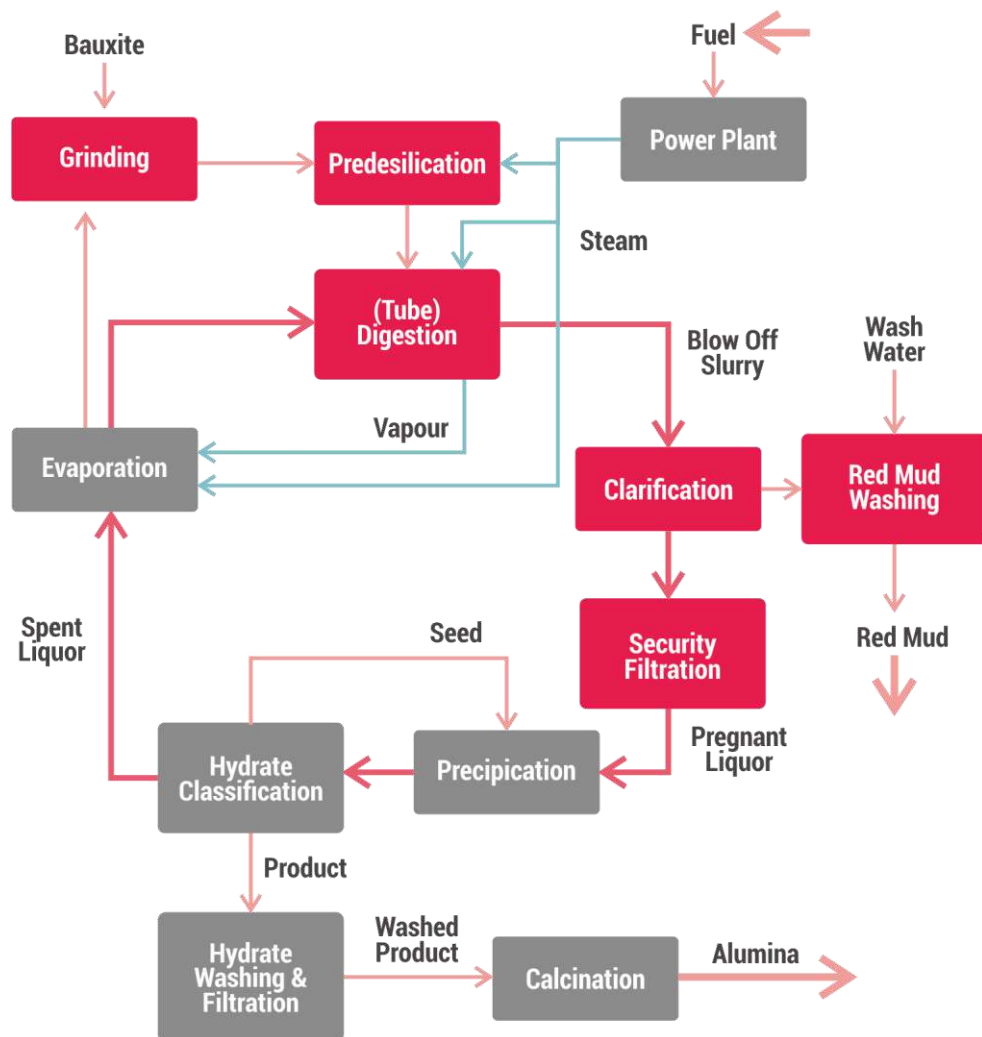 Fuel
Bauxite
Power Plant
Grinding
Predesilication
Steam
(Tube)
Digestion
Blow Off
Slurry
Wash
Water
Vapour
Evaporation
Clarification
Red Mud
Washing
Spent
Liquor
Seed
Security
Filtration
Red Mud
Pregnant
Liquor
Hydrate
Classification
Precipication
Product
Hydrate
Washing &
Filtration
Washed
Product
Calcination
Alumina